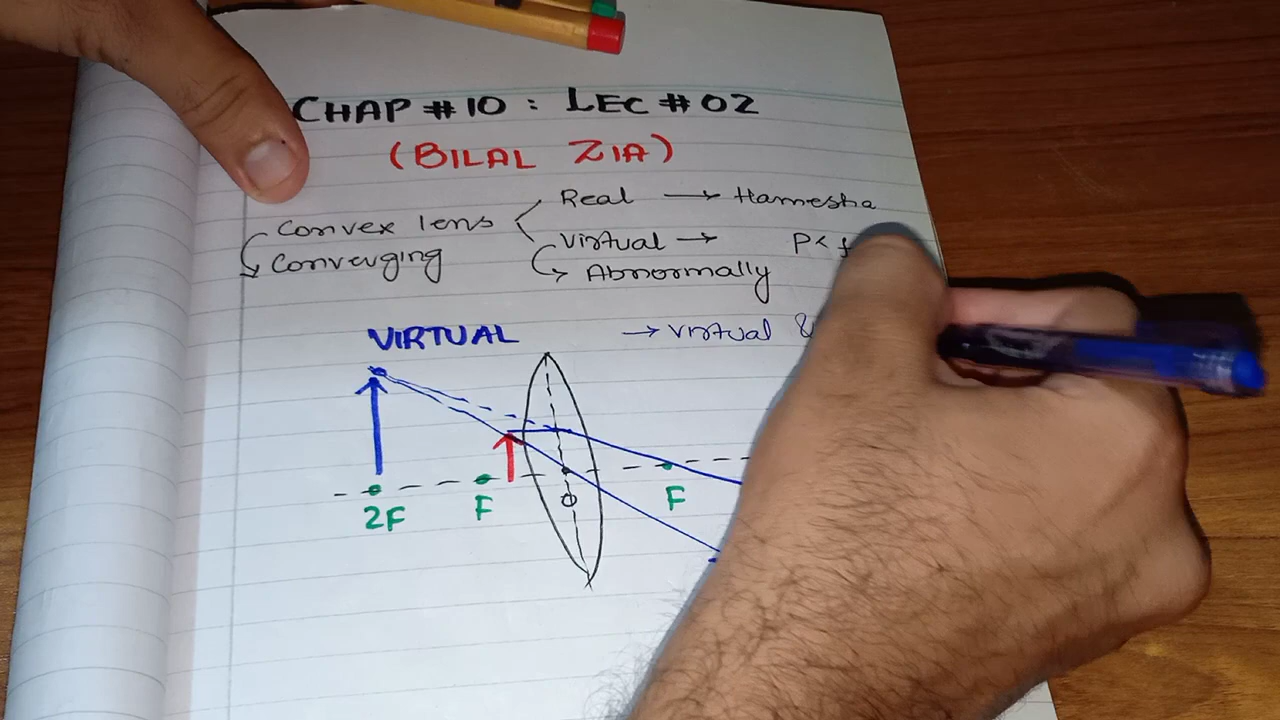 CHAP # 10 : LEC # 02
(BILAL ZIA)
Convex lens
Converging
Real → Hamesha
Virtual → P < f
Abnormally
VIRTUAL
→ Virtual &
2F
F
O
F